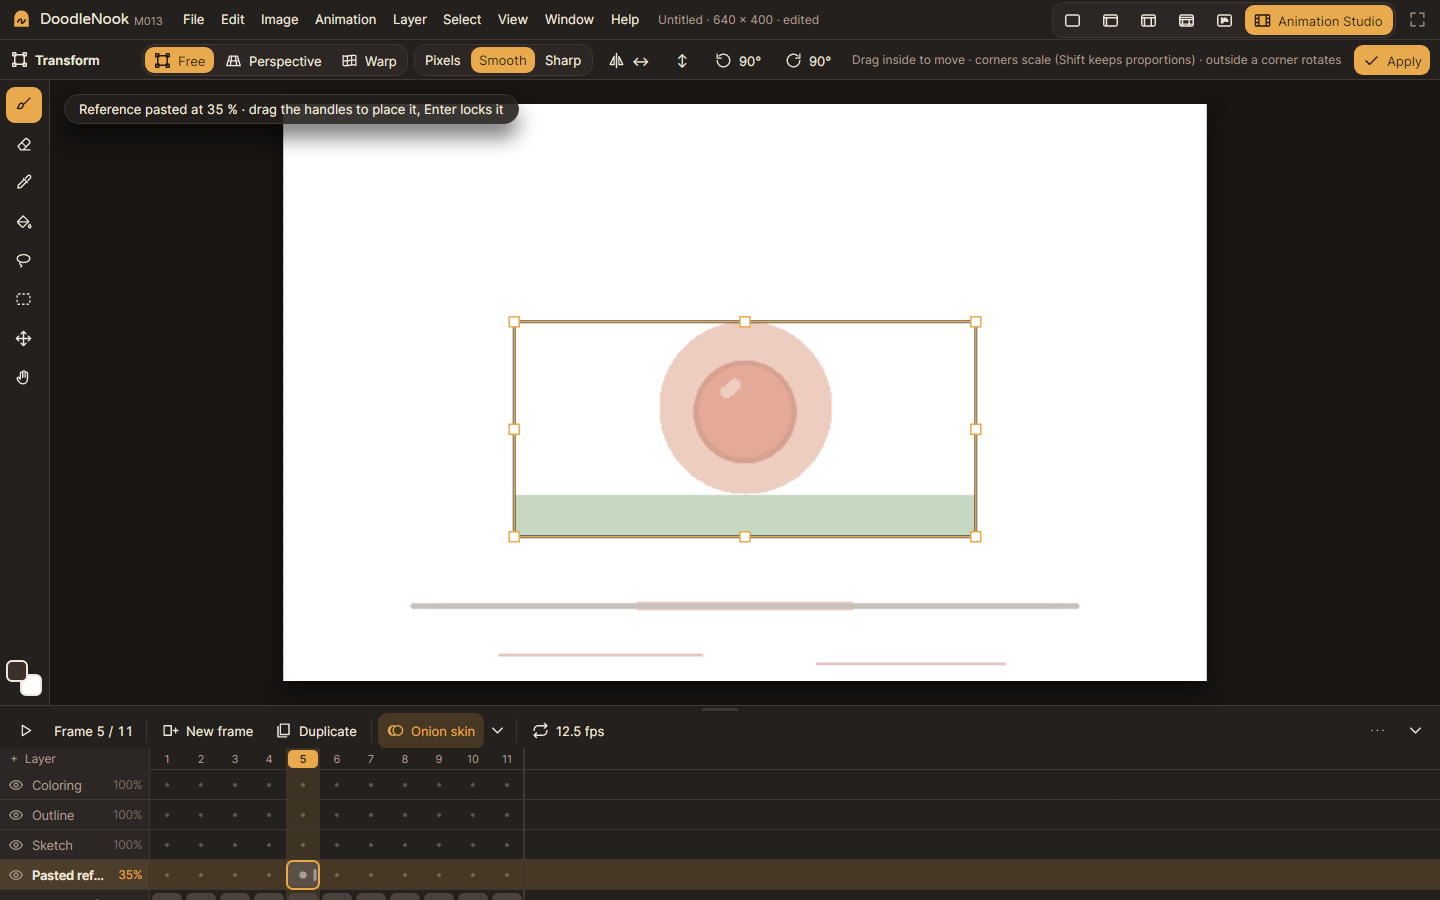 DoodleNook M013 File Edit Image Animation Layer Select View Window Help Untitled · 640 × 400 · edited Animation Studio
Transform Free Perspective Warp Pixels Smooth Sharp 90° 90° Drag inside to move · corners scale (Shift keeps proportions) · outside a corner rotates Apply
Reference pasted at 35 % · drag the handles to place it, Enter locks it
Frame 5 / 11 New frame Duplicate Onion skin 12.5 fps ...
+ Layer 1 2 3 4 5 6 7 8 9 10 11
Coloring 100%
Outline 100%
Sketch 100%
Pasted ref... 35%